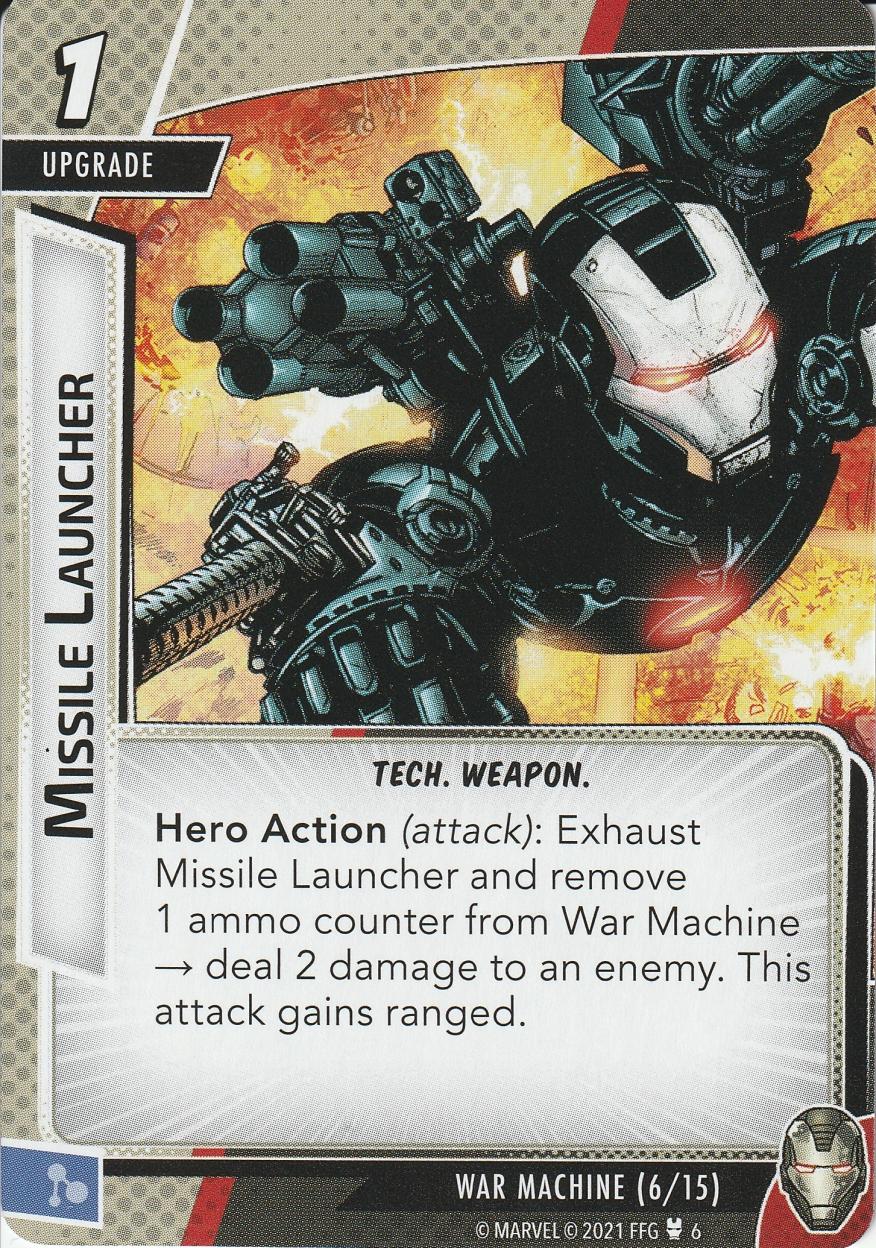 1
UPGRADE
MISSILE LAUNCHER
TECH. WEAPON.
Hero Action (attack): Exhaust
Missile Launcher and remove
1 ammo counter from War Machine
→ deal 2 damage to an enemy. This
attack gains ranged.
WAR MACHINE (6/15)
© MARVEL © 2021 FFG 6